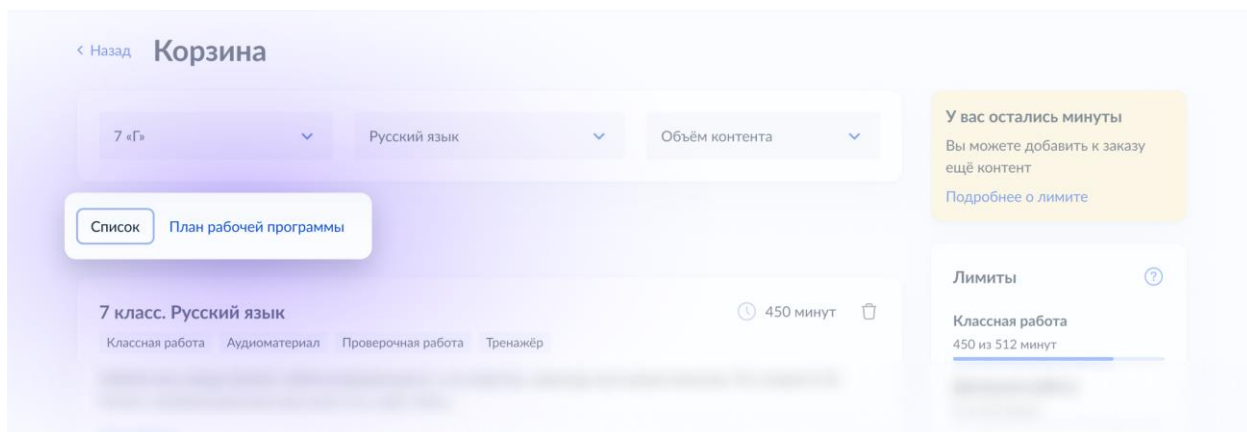 Назад Корзина
7 «Г» Русский язык Объём контента
Список План рабочей программы
7 класс. Русский язык 450 минут
Классная работа Аудиоматериал Проверочная работа Тренажёр
У вас остались минуты
Вы можете добавить к заказу
ещё контент
Подробнее о лимите
Лимиты
Классная работа
450 из 512 минут